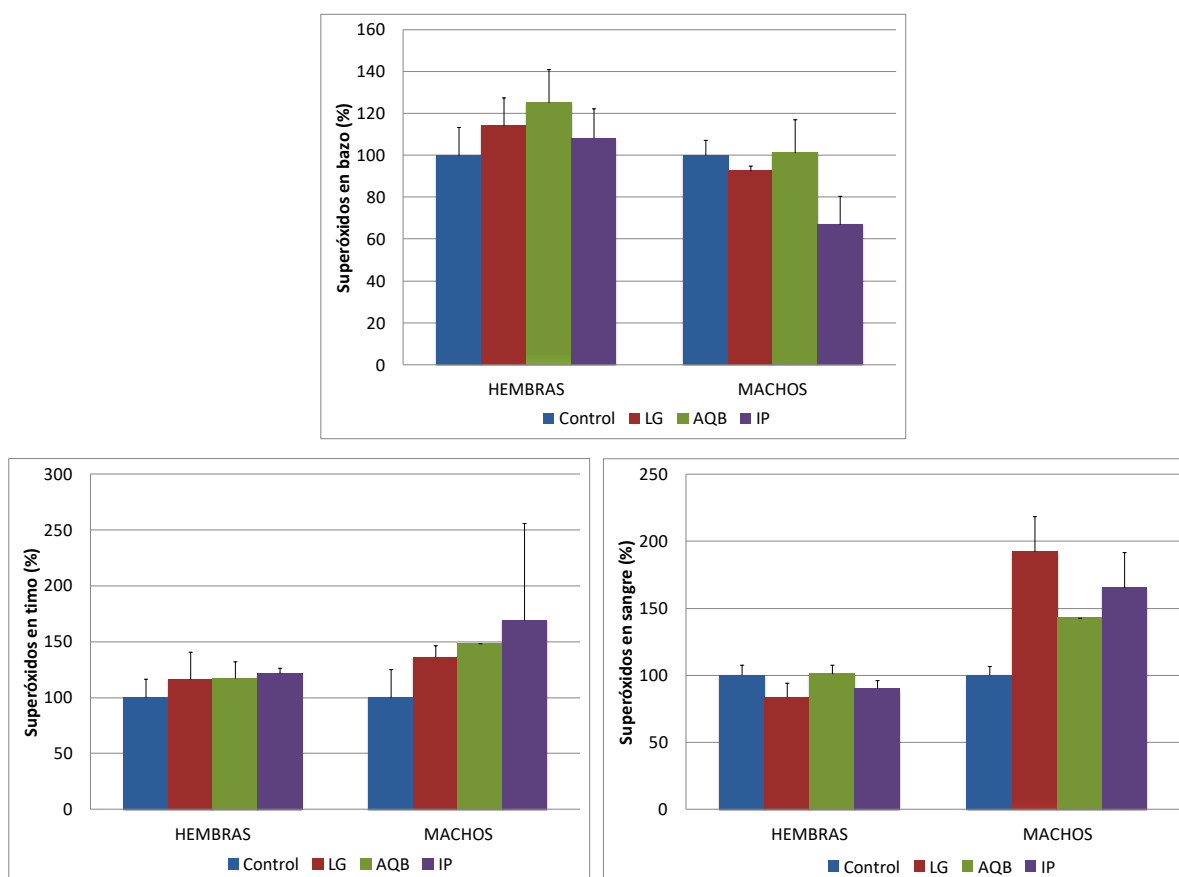 160
140
120
100
80
60
40
20
0
Superóxidos en bazo (%)
HEMBRAS MACHOS
Control LG AQB IP
300
250
200
150
100
50
0
Superóxidos en timo (%)
HEMBRAS MACHOS
Control LG AQB IP
250
200
150
100
50
0
Superóxidos en sangre (%)
HEMBRAS MACHOS
Control LG AQB IP